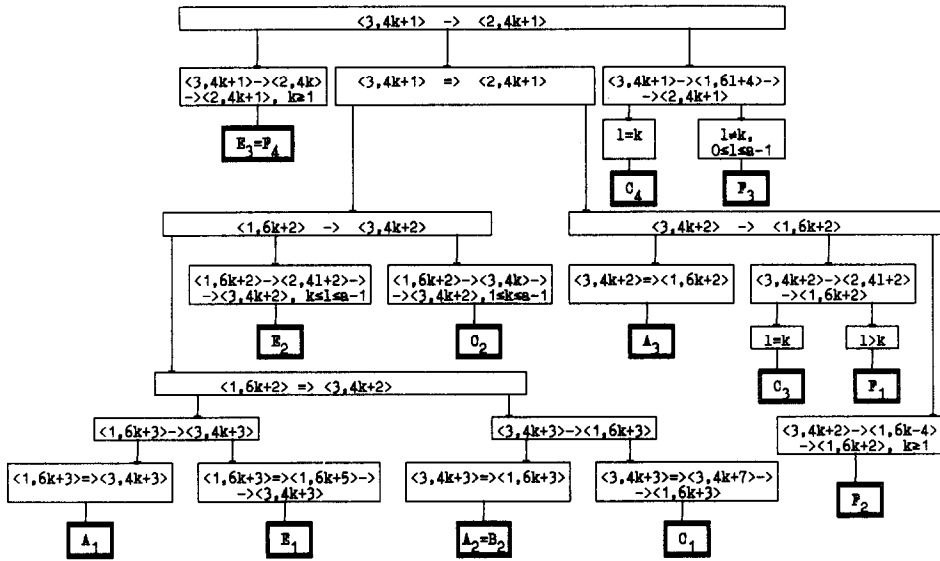 <3,4k+1> -> <2,4k+1>
<3,4k+1>-><2,4k>
-><2,4k+1>, k≥1
<3,4k+1> => <2,4k+1>
<3,4k+1>-><1,6l+4>-
-><2,4k+1>
E3=F4
l=k
l≠k,
0≤l≤a-1
C4
F3
<1,6k+2> -> <3,4k+2>
<3,4k+2> -> <1,6k+2>
<1,6k+2>-><2,4l+2>-
-><3,4k+2>, k≤l≤a-1
<1,6k+2>-><3,4k>-
-><3,4k+2>,1≤k≤a-1
<3,4k+2>=><1,6k+2>
<3,4k+2>-><2,4l+2>
-><1,6k+2>
E2
C2
A3
l=k
l>k
C3
F1
<1,6k+2> => <3,4k+2>
<1,6k+3>-><3,4k+3>
<3,4k+3>-><1,6k+3>
<3,4k+2>-><1,6k-4>
-><1,6k+2>, k≥1
<1,6k+3>=><3,4k+3>
<1,6k+3>=><1,6k+5>-
-><3,4k+3>
<3,4k+3>=><1,6k+3>
<3,4k+3>=><3,4k+7>-
-><1,6k+3>
F2
A1
E1
A2=B2
C1